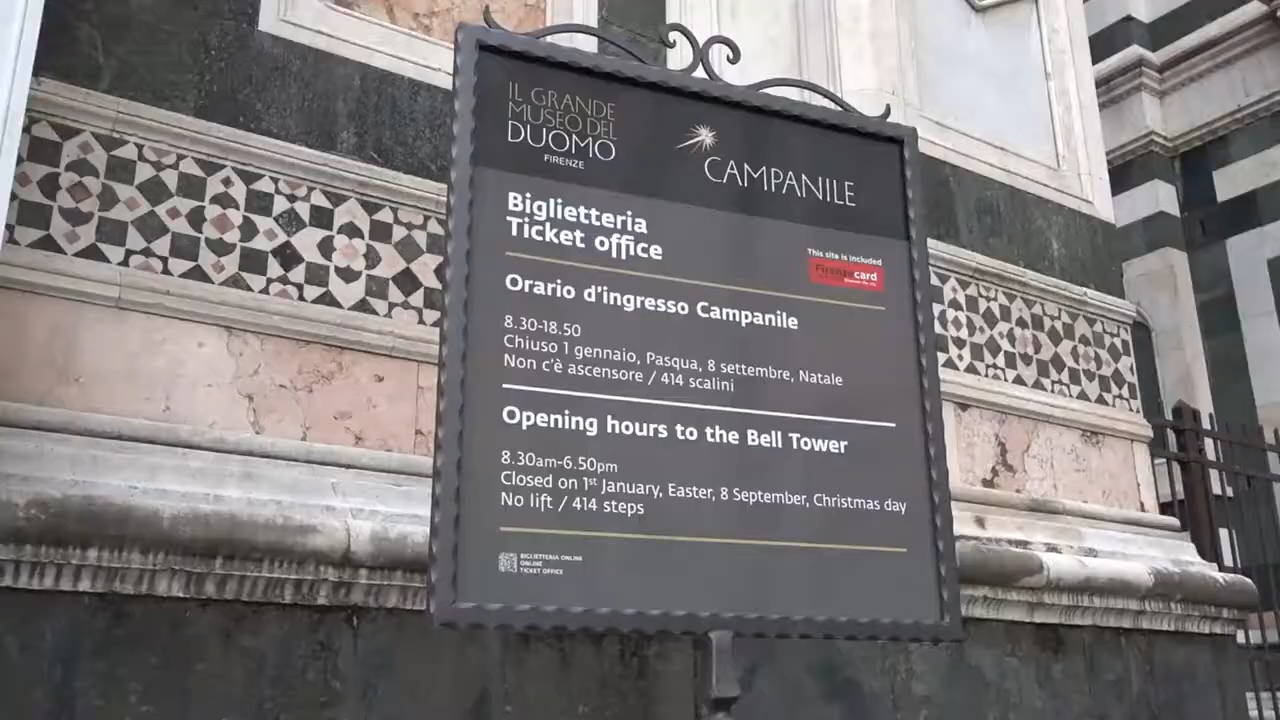 IL GRANDE
MUSEO DEL
DUOMO
FIRENZE
CAMPANILE
Biglietteria
Ticket office
This site is included
Firenzecard
Orario d'ingresso Campanile
8.30-18.50
Chiuso 1 gennaio, Pasqua, 8 settembre, Natale
Non c'è ascensore / 414 scalini
Opening hours to the Bell Tower
8.30am-6.50pm
Closed on 1st January, Easter, 8 September, Christmas day
No lift / 414 steps
BIGLIETTERIA ONLINE
ONLINE
TICKET OFFICE